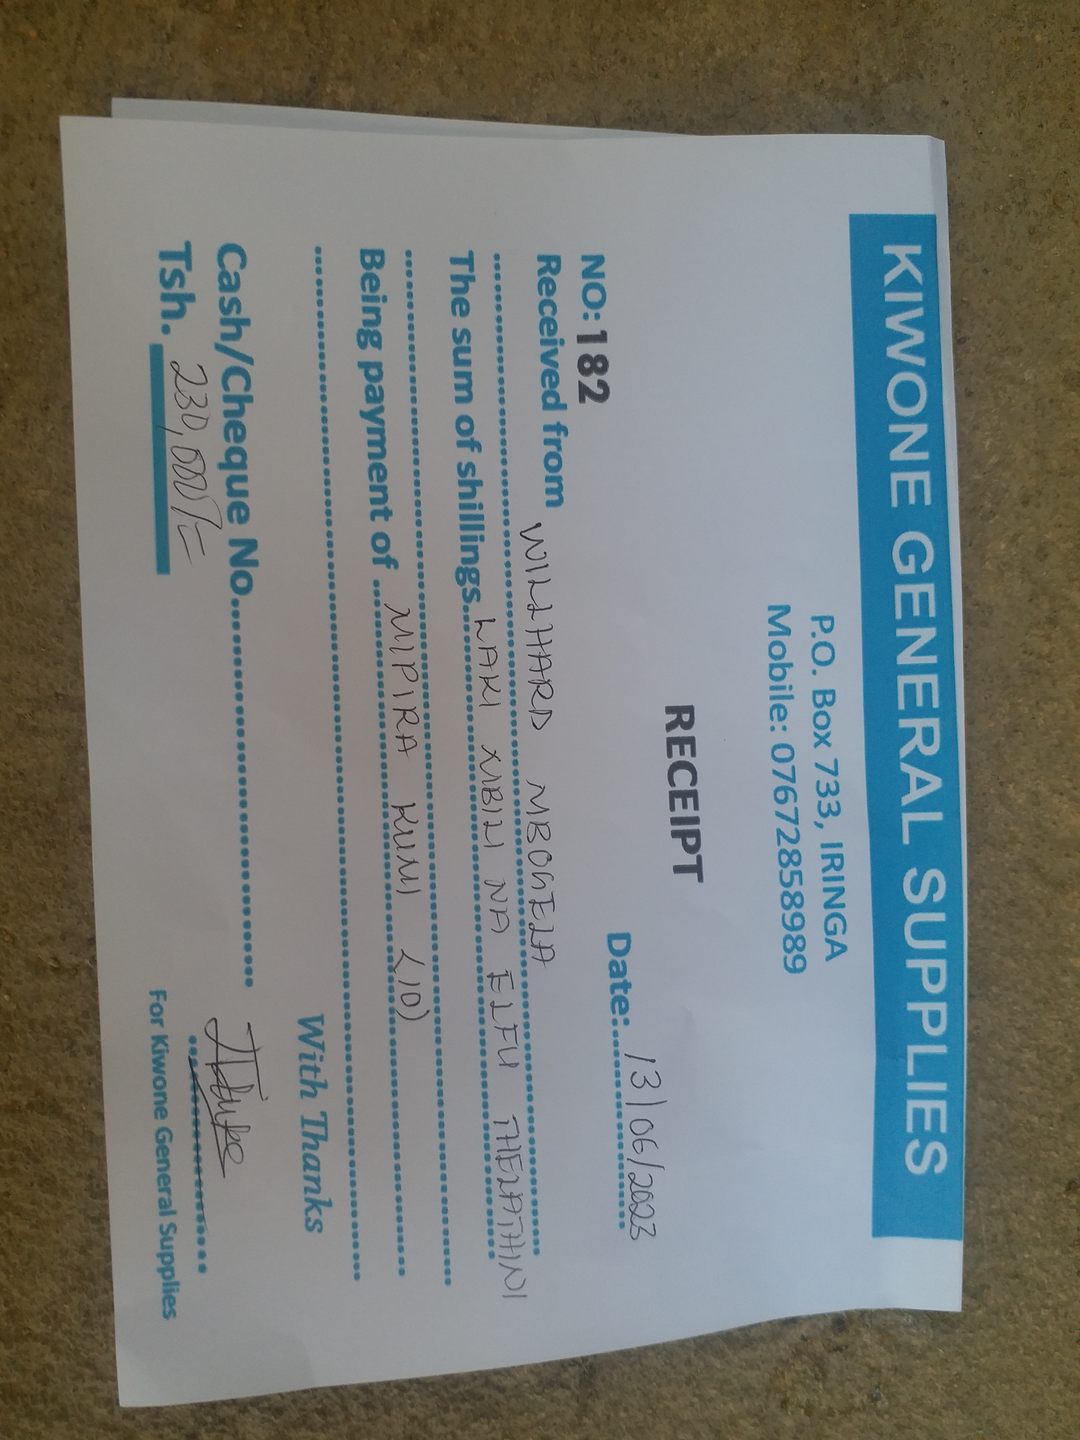 KIWONE GENERAL SUPPLIES
P.O. Box 733, IRINGA
Mobile: 0767285898​9
RECEIPT
NO: 182 Date: 13/06/2023
Received from WILLHARD MBOGELA
The sum of shillings LAKI MBILI NA ELFU THELATHINI
Being payment of MIPIRA KUMI (10)
With Thanks
Cash/Cheque No.
Tsh. 230,000/=
For Kiwone General Supplies